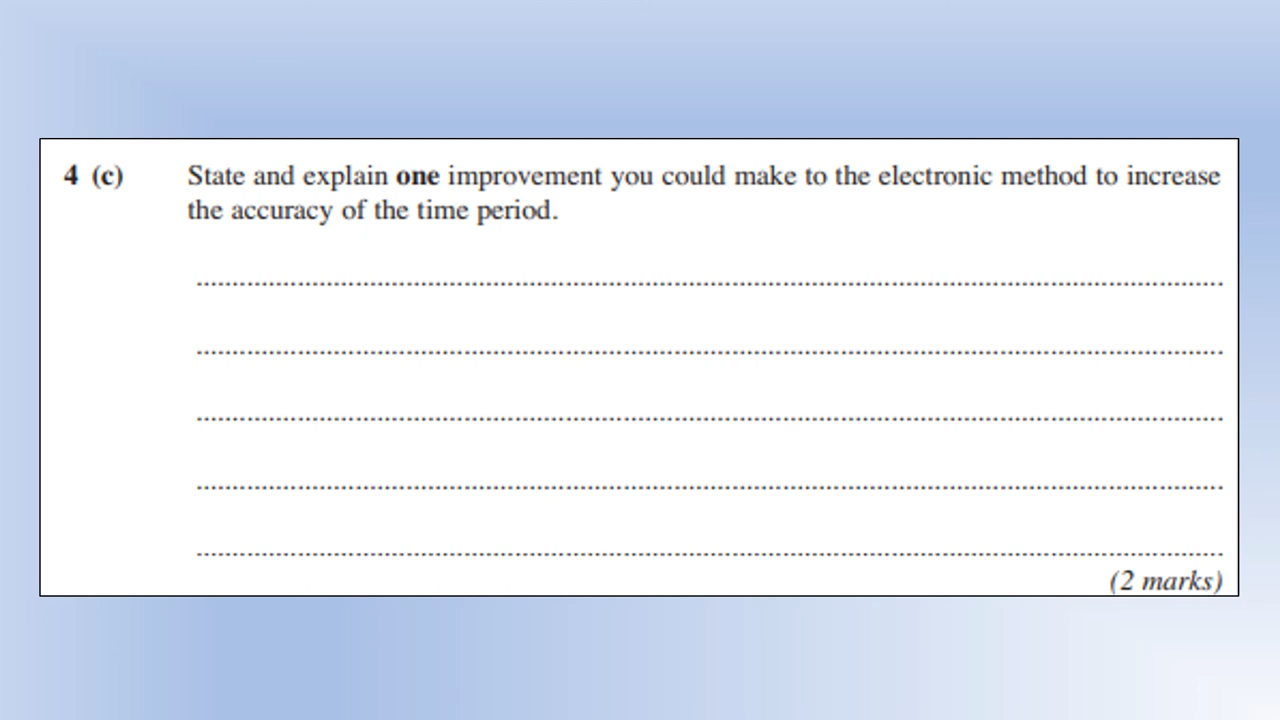 4 (c) State and explain one improvement you could make to the electronic method to increase
the accuracy of the time period.
(2 marks)